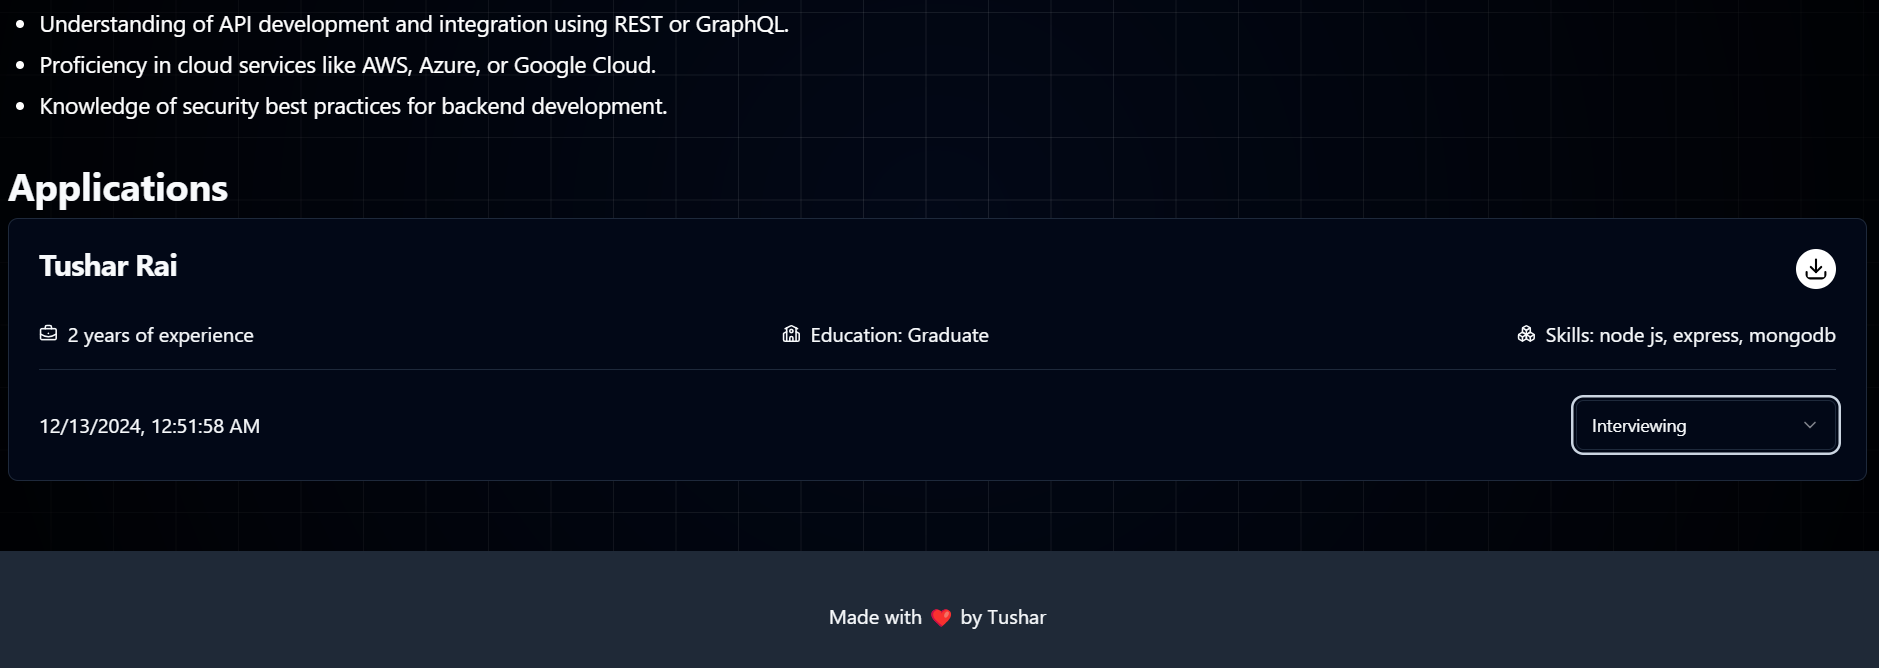 Understanding of API development and integration using REST or GraphQL.
Proficiency in cloud services like AWS, Azure, or Google Cloud.
Knowledge of security best practices for backend development.
Applications
Tushar Rai
2 years of experience
Education: Graduate
Skills: node js, express, mongodb
12/13/2024, 12:51:58 AM
Interviewing
Made with ❤️ by Tushar